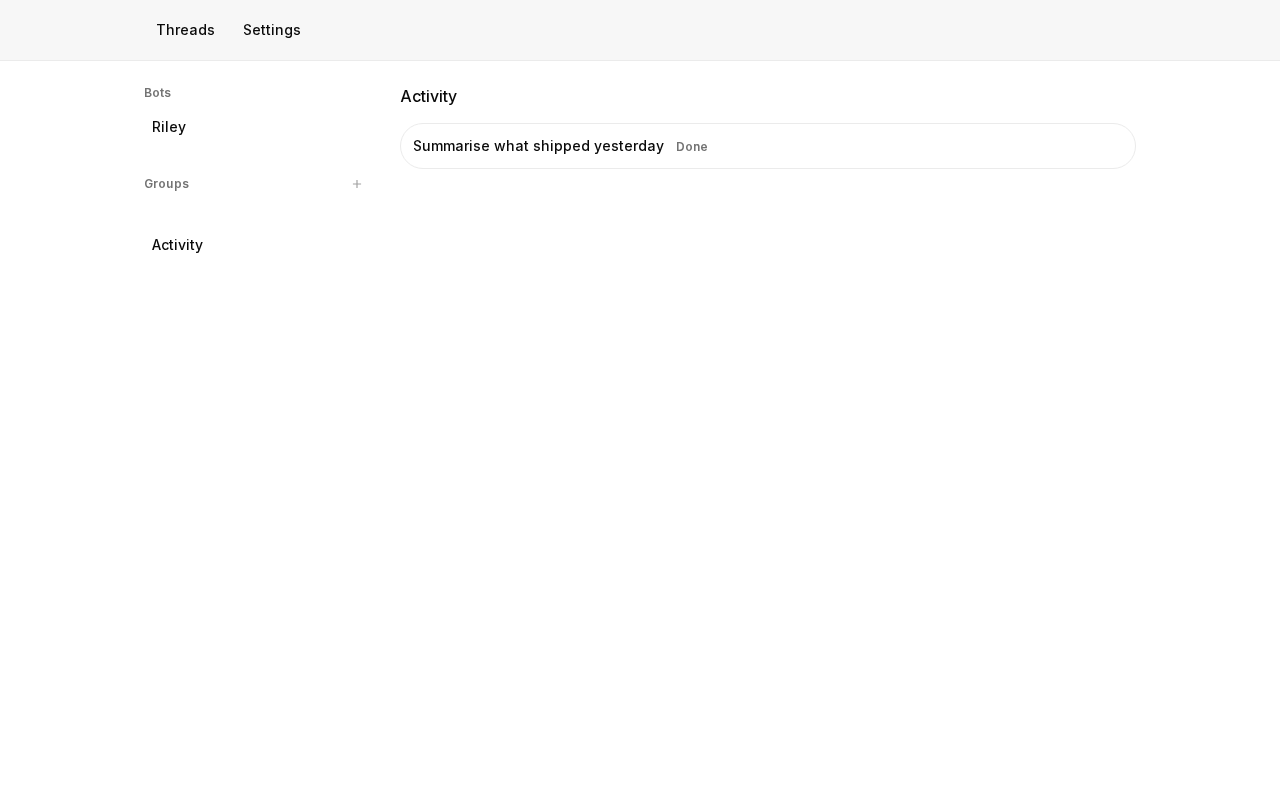 Threads Settings
Bots
Riley
Groups +
Activity
Activity
Summarise what shipped yesterday Done